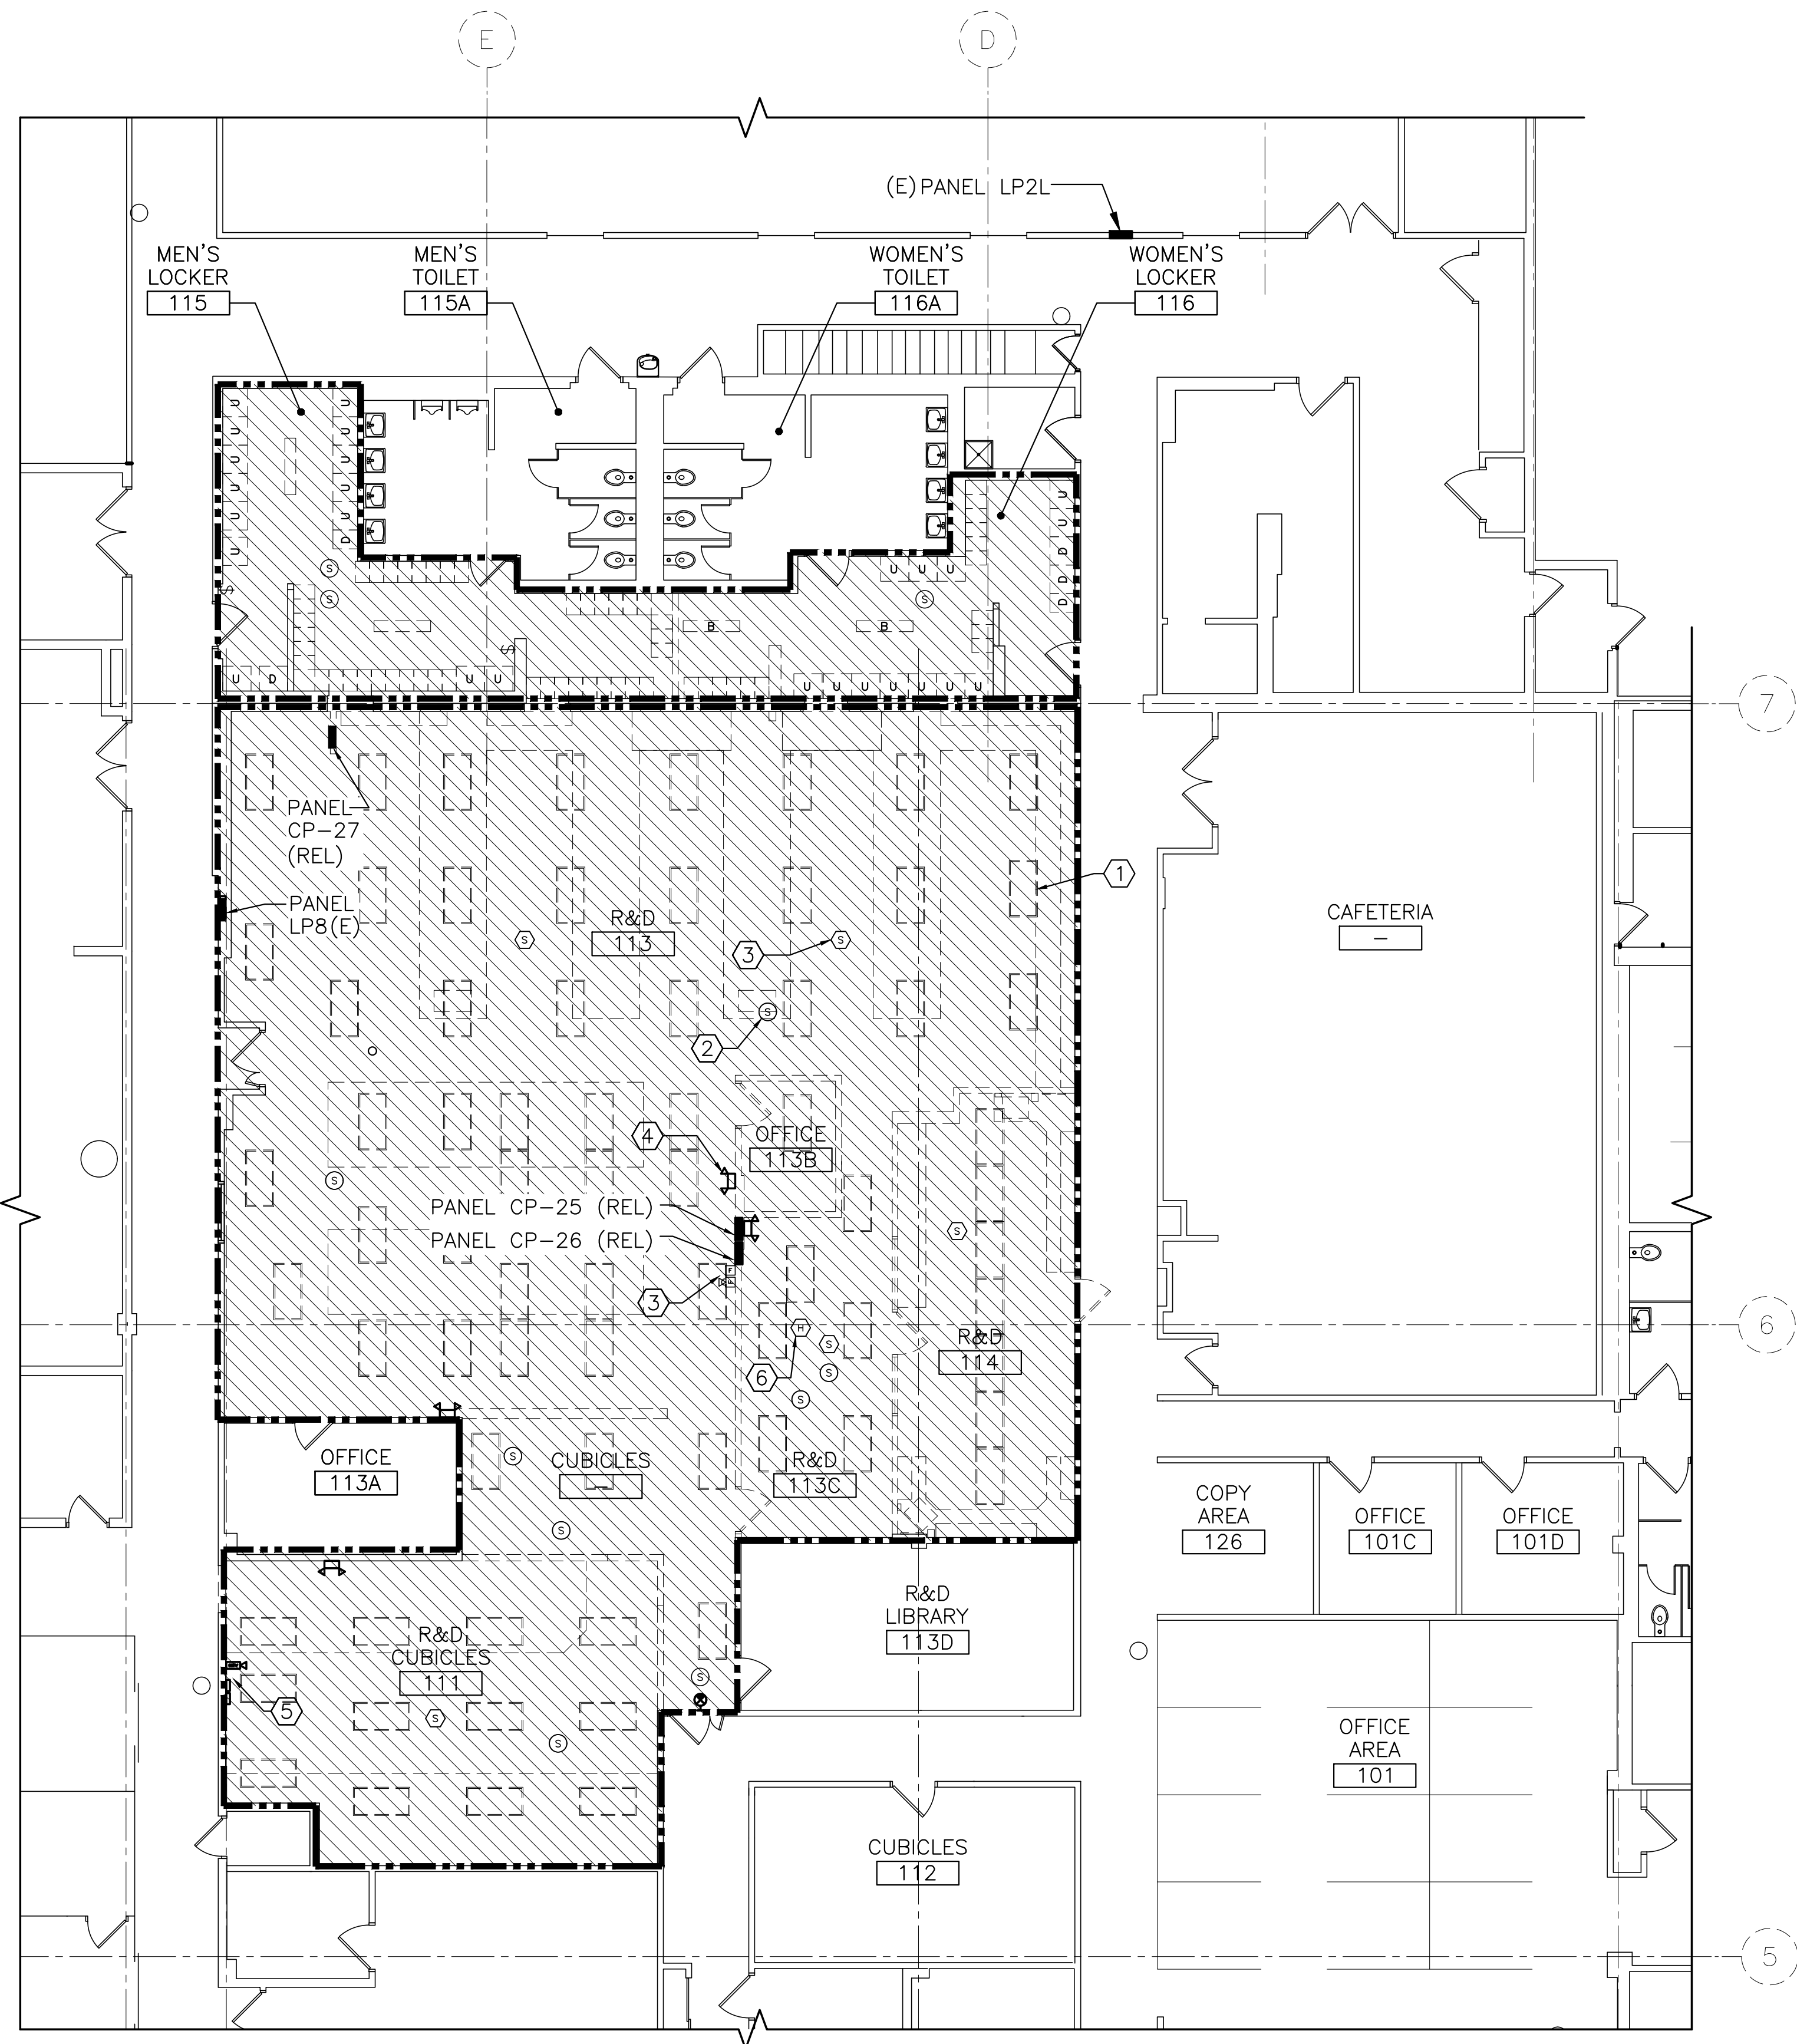 E
D
(E)PANEL LP2L
MEN'S
LOCKER
115
MEN'S
TOILET
115A
WOMEN'S
TOILET
116A
WOMEN'S
LOCKER
116
U
U
U
U
U
U
U
U
U
U
U
D
S
S
$
U
D
$
U
U
B
B
S
U
U
U
U
U
D
D
D
U
U
U
U
U
U
U
7
PANEL
CP-27
(REL)
PANEL
LP8(E)
1
R&D
113
S
3
S
2
S
CAFETERIA
-
4
OFFICE
113B
S
PANEL CP-25 (REL)
PANEL CP-26 (REL)
S
F
F
3
H
S
6
S
S
R&D
114
6
OFFICE
113A
S
CUBICLES
-
R&D
113C
S
COPY
AREA
126
OFFICE
101C
OFFICE
101D
R&D
LIBRARY
113D
R&D
CUBICLES
111
5
S
S
S
OFFICE
AREA
101
CUBICLES
112
5